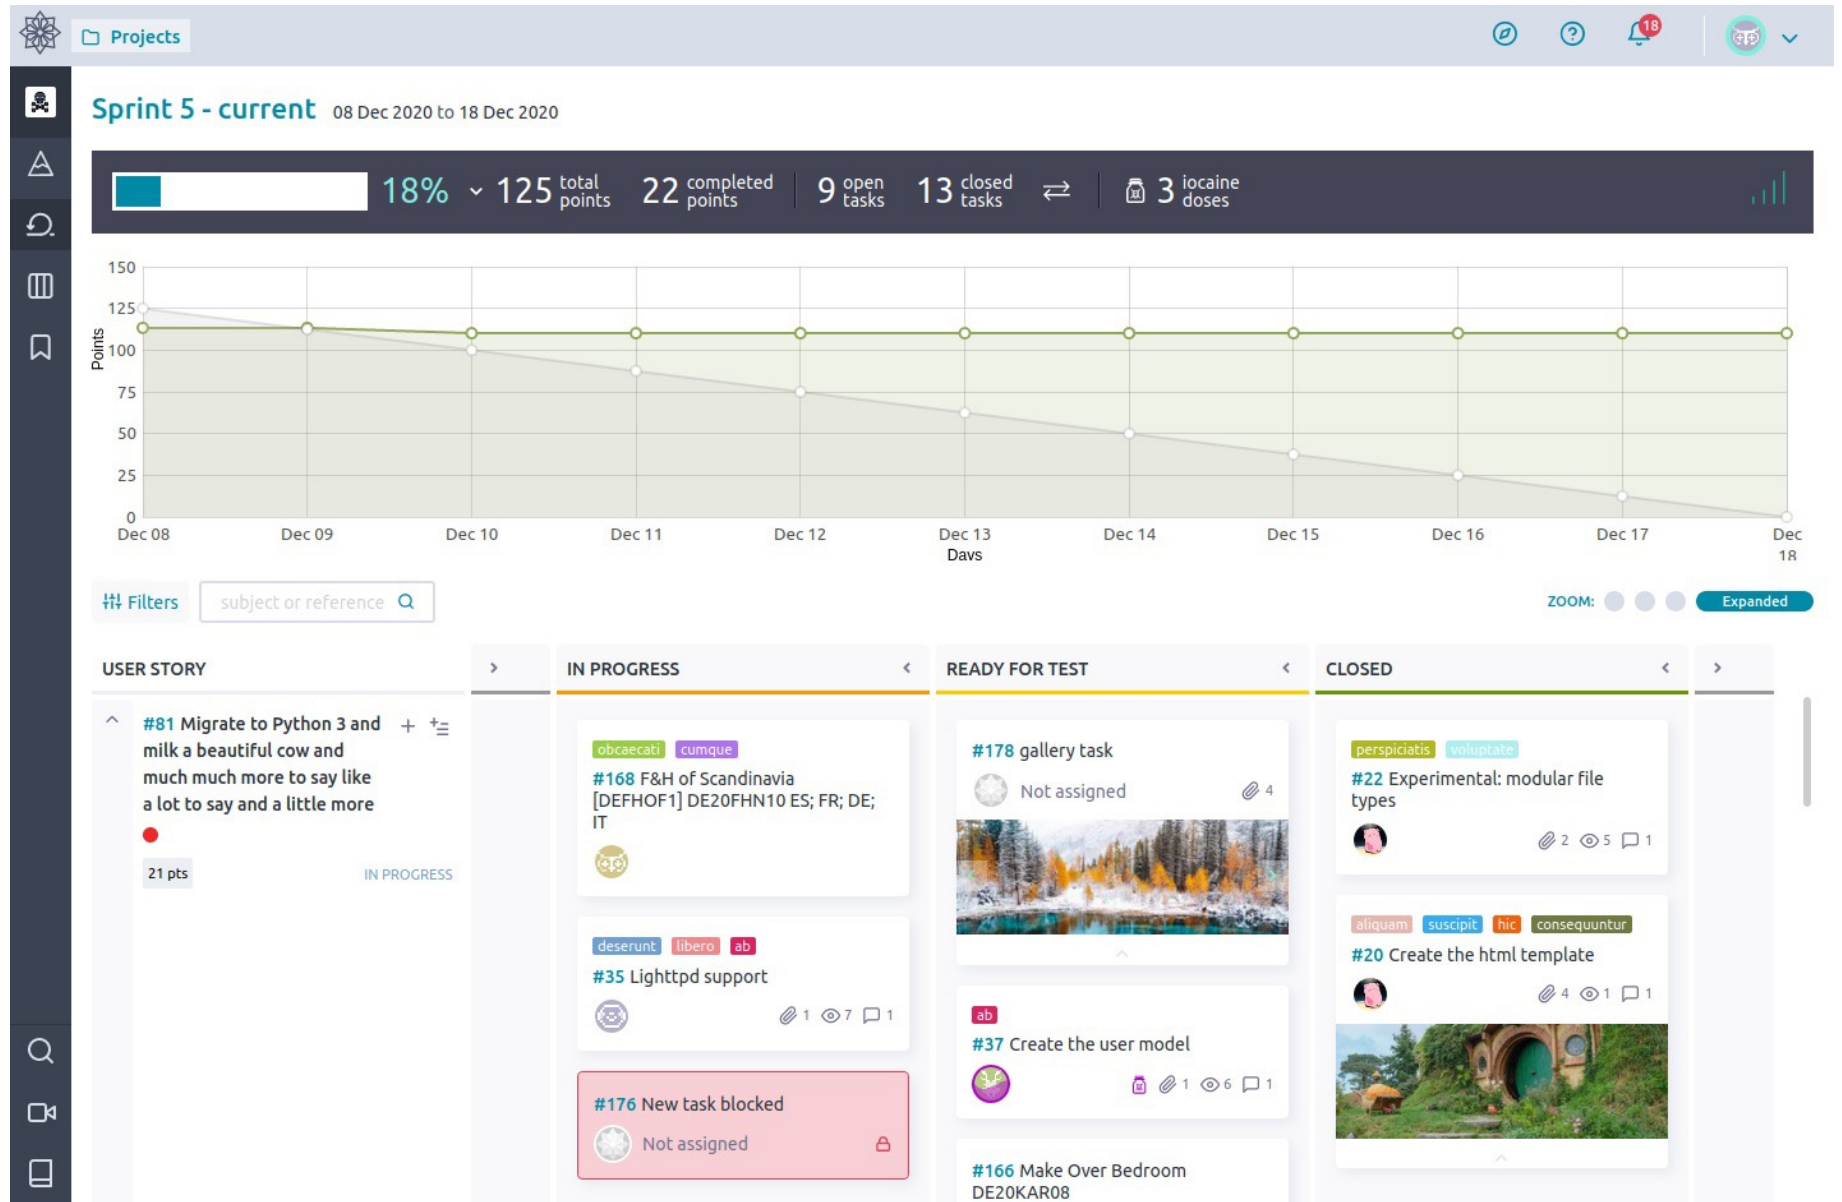 Projects
18
Sprint 5 - current 08 Dec 2020 to 18 Dec 2020
18% 125 total points 22 completed points 9 open tasks 13 closed tasks 3 iocaine doses
150
125
100
75
50
25
0
Points
Dec 08 Dec 09 Dec 10 Dec 11 Dec 12 Dec 13 Dec 14 Dec 15 Dec 16 Dec 17 Dec 18
Days
Filters
subject or reference
ZOOM: Expanded
USER STORY
IN PROGRESS
READY FOR TEST
CLOSED
#81 Migrate to Python 3 and
milk a beautiful cow and
much much more to say like
a lot to say and a little more
21 pts
IN PROGRESS
obcaecati cumque
#168 F&H of Scandinavia
[DEFHOF1] DE20FHN10 ES; FR; DE;
IT
deserunt libero ab
#35 Lighttpd support
1 7 1
#176 New task blocked
Not assigned
#178 gallery task
Not assigned 4
ab
#37 Create the user model
1 6 1
#166 Make Over Bedroom
DE20KAR08
perspiciatis voluptate
#22 Experimental: modular file
types
2 5 1
aliquam suscipit hic consequuntur
#20 Create the html template
4 1 1